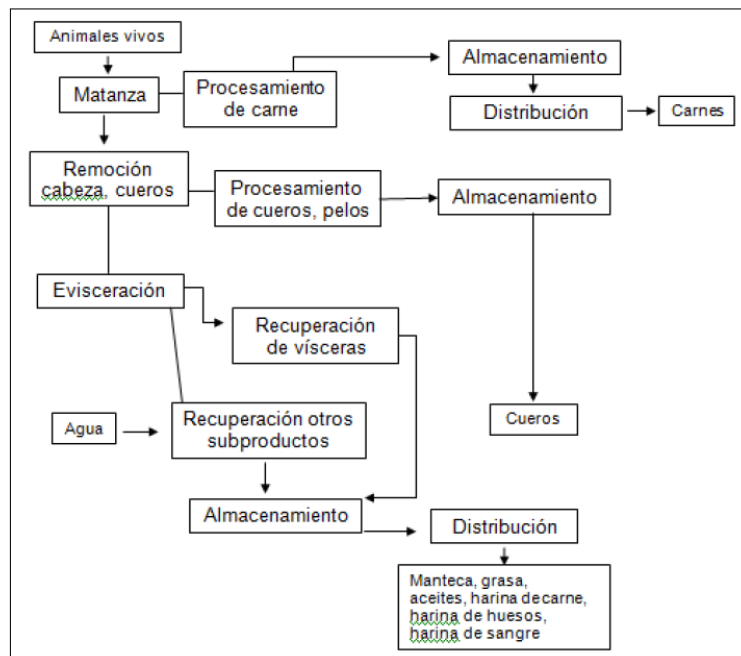 Animales vivos
Matanza
Procesamiento
de carne
Almacenamiento
Distribución
Carnes
Remoción
cabeza, cueros
Procesamiento
de cueros, pelos
Almacenamiento
Evisceración
Recuperación
de vísceras
Cueros
Agua
Recuperación otros
subproductos
Almacenamiento
Distribución
Manteca, grasa,
aceites, harina de carne,
harina de huesos,
harina de sangre